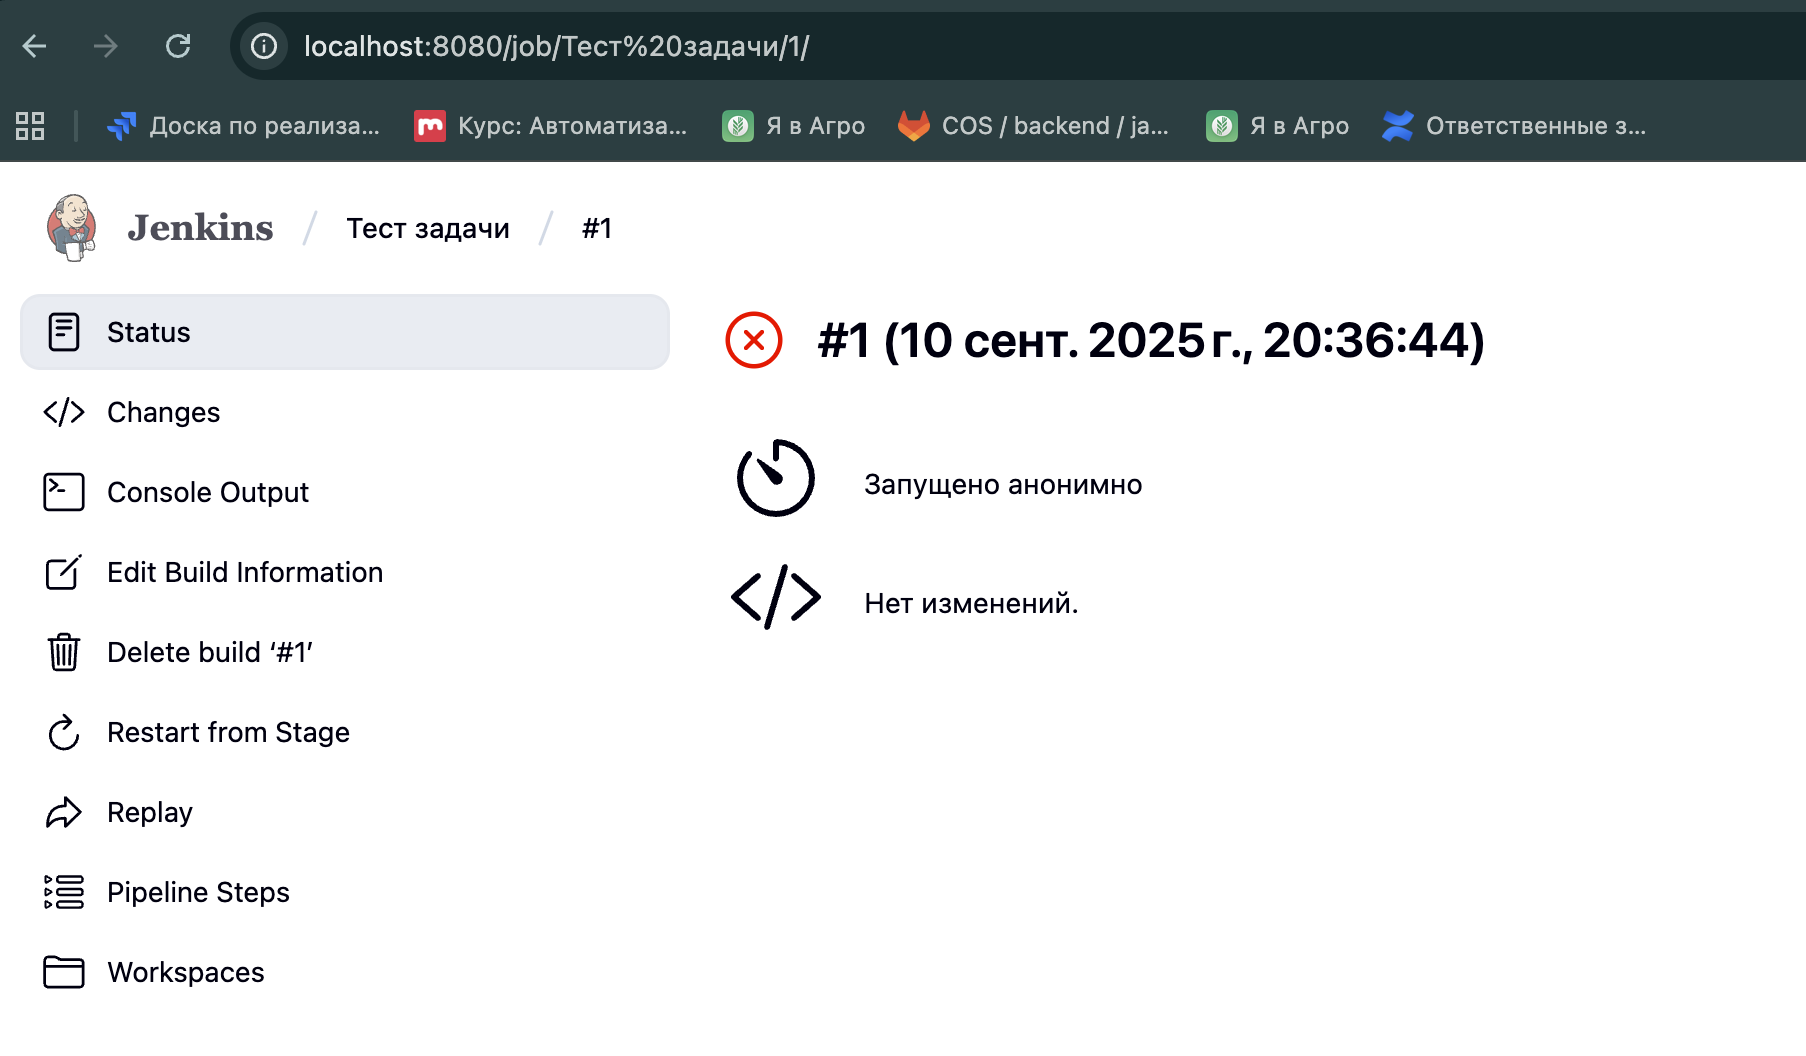 localhost:8080/job/Тест%20задачи/1/
Доска по реализа... Курс: Автоматиза... Я в Агро COS / backend / ja... Я в Агро Ответственные з...
Jenkins / Тест задачи / #1
Status
Changes
Console Output
Edit Build Information
Delete build ‘#1’
Restart from Stage
Replay
Pipeline Steps
Workspaces
#1 (10 сент. 2025 г., 20:36:44)
Запущено анонимно
Нет изменений.